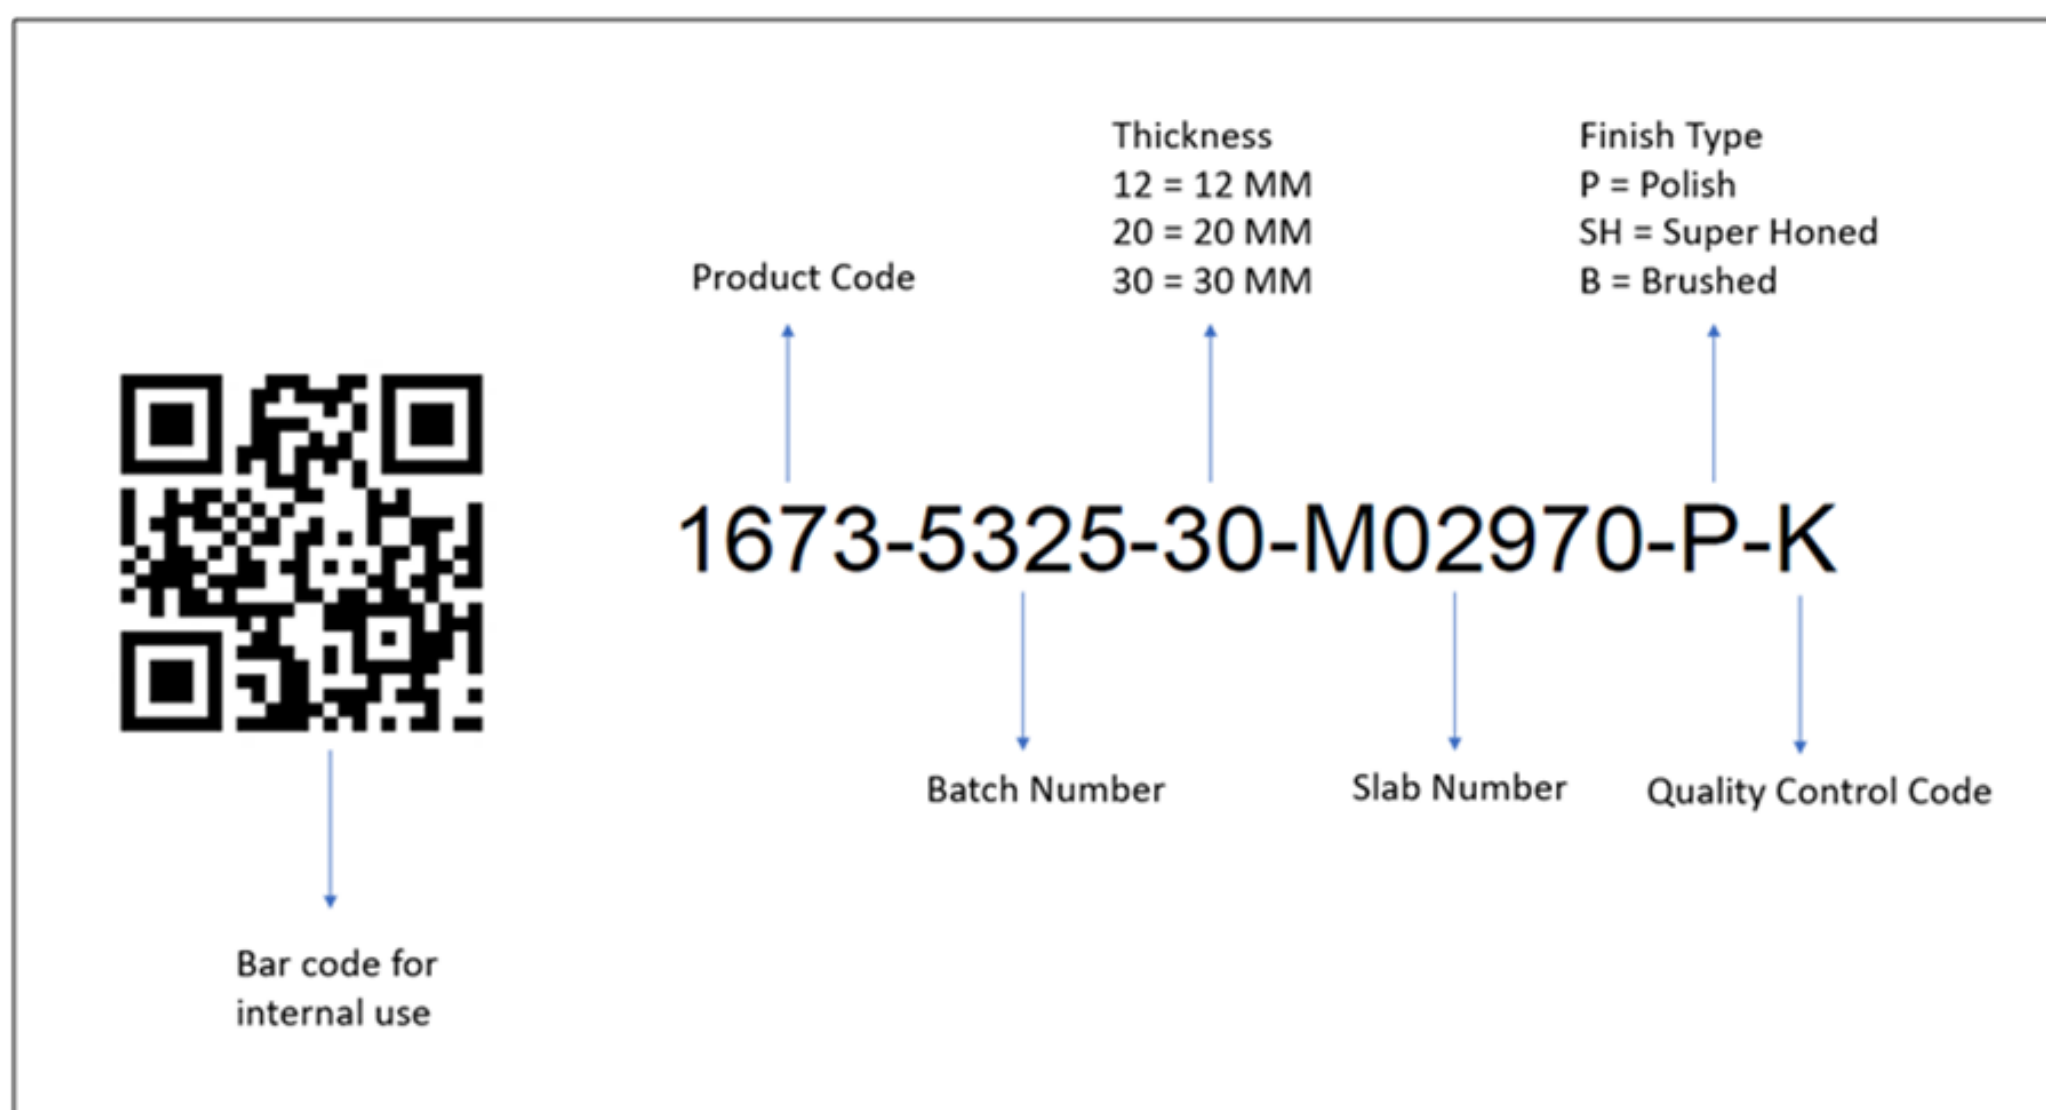 Thickness
12 = 12 MM
20 = 20 MM
30 = 30 MM
Finish Type
P = Polish
SH = Super Honed
B = Brushed
Product Code
1673-5325-30-M02970-P-K
Batch Number
Slab Number
Quality Control Code
Bar code for
internal use